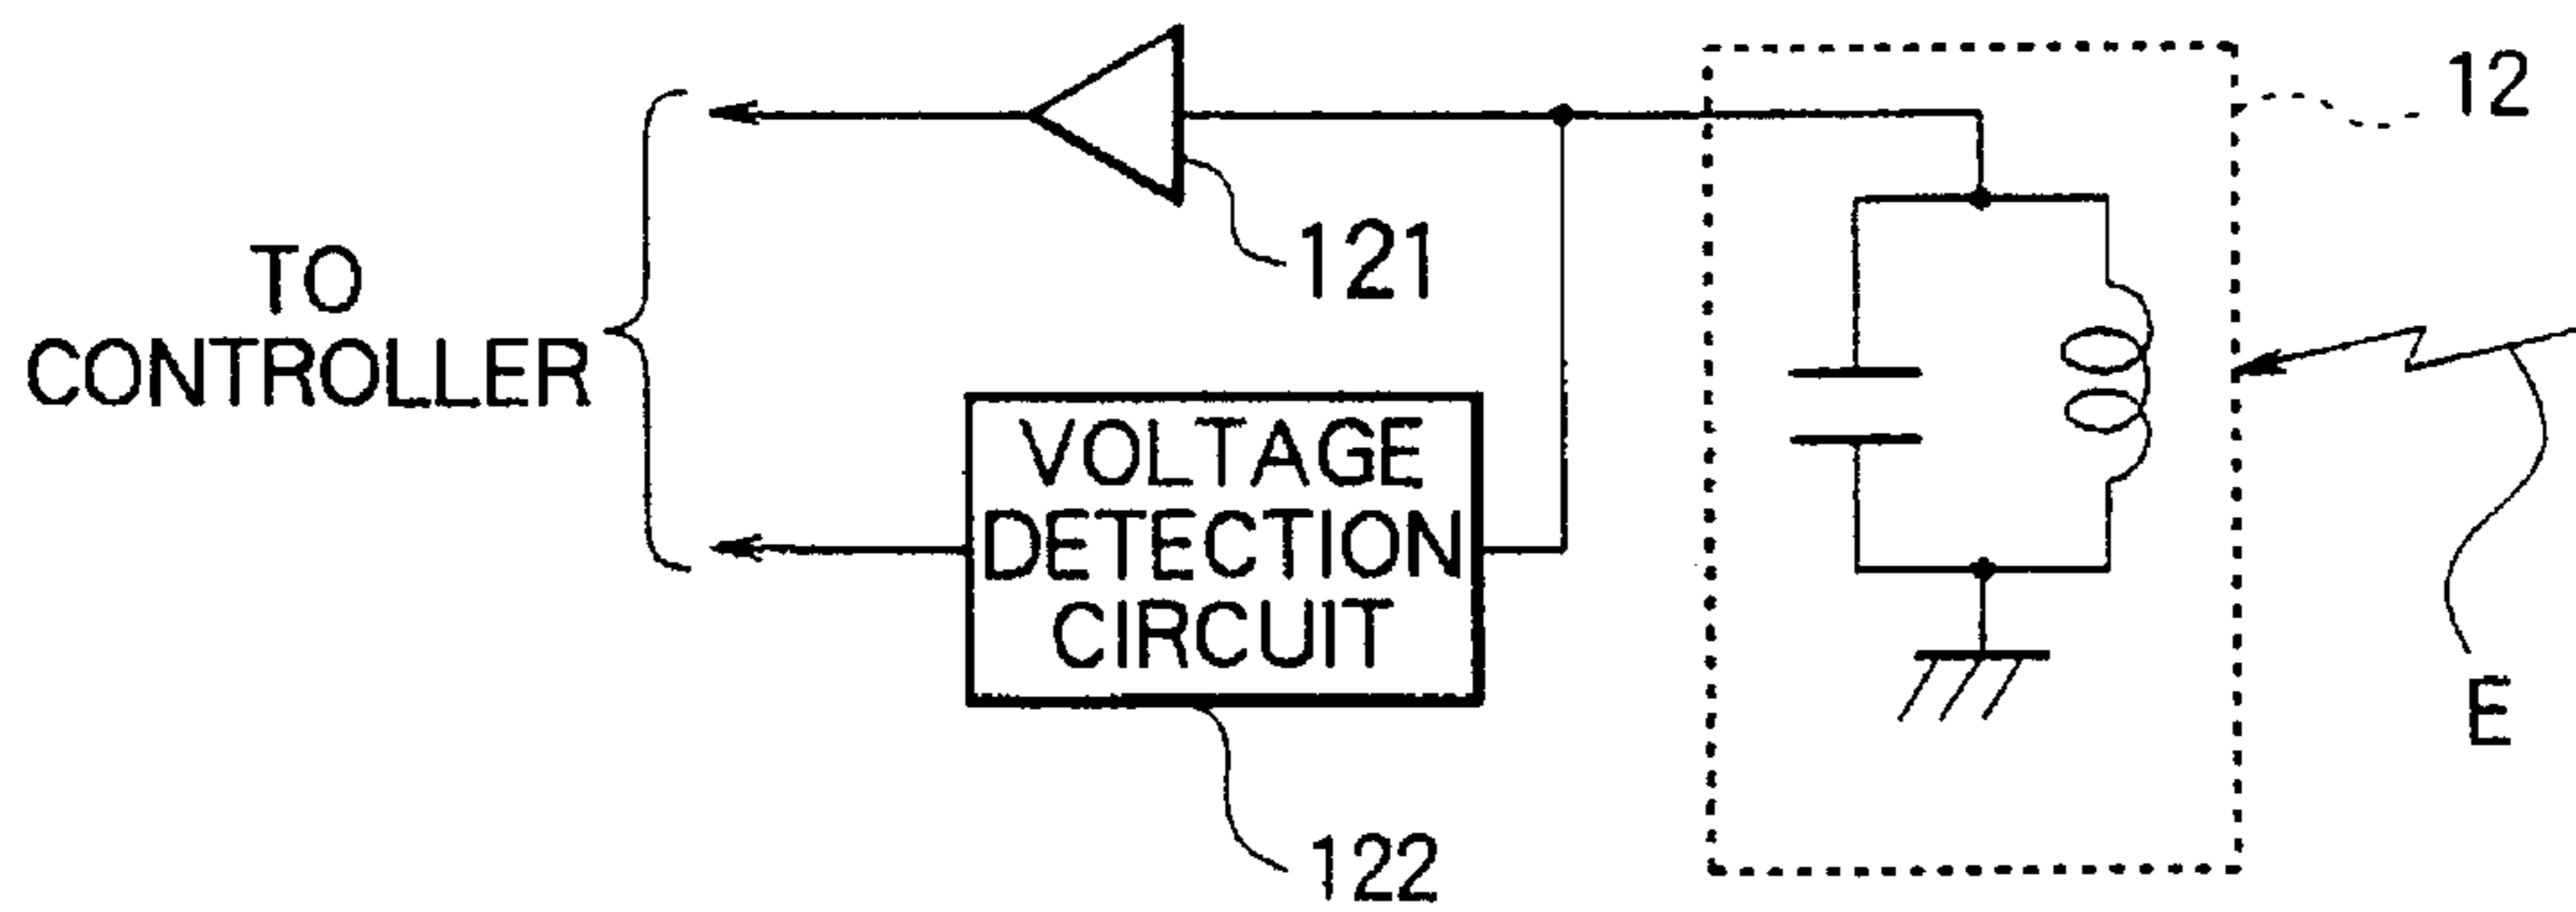 12
121
TO
CONTROLLER
VOLTAGE
DETECTION
CIRCUIT
E
122